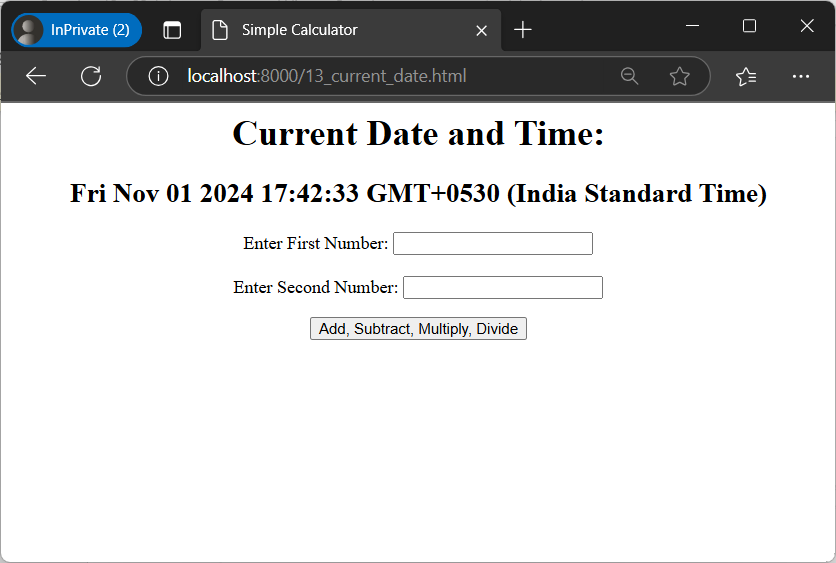 InPrivate (2)
Simple Calculator
localhost:8000/13_current_date.html
Current Date and Time:
Fri Nov 01 2024 17:42:33 GMT+0530 (India Standard Time)
Enter First Number:
Enter Second Number:
Add, Subtract, Multiply, Divide